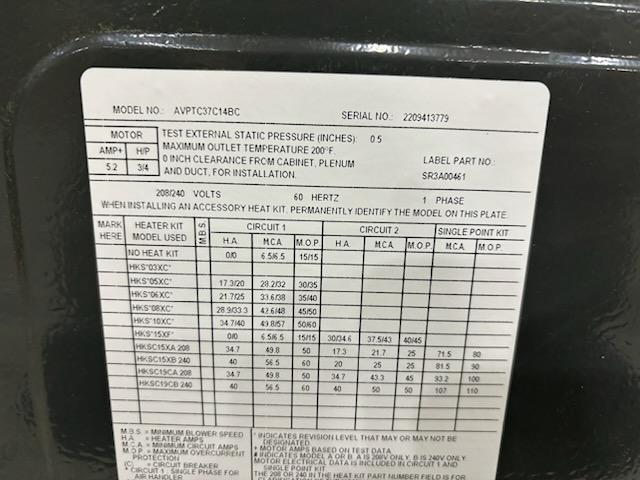 MODEL NO.: AVPTC37C14BC SERIAL NO.: 2209413779
MOTOR
AMP+ H/P
5.2 3/4
TEST EXTERNAL STATIC PRESSURE (INCHES): 0.5
MAXIMUM OUTLET TEMPERATURE 200°F.
0 INCH CLEARANCE FROM CABINET, PLENUM
AND DUCT, FOR INSTALLATION.
LABEL PART NO.:
SR3A00461
208/240 VOLTS 60 HERTZ 1 PHASE
WHEN INSTALLING AN ACCESSORY HEAT KIT, PERMANENTLY IDENTIFY THE MODEL ON THIS PLATE.
MARK HERE HEATER KIT MODEL USED M.B.S. CIRCUIT 1 CIRCUIT 2 SINGLE POINT KIT
H.A. M.C.A. M.O.P. H.A. M.C.A. M.O.P. M.C.A. M.O.P.
NO HEAT KIT 0/0 6.5/6.5 15/15
HKS*03XC*
HKS*05XC* 17.3/20 28.2/32 30/35
HKS*06XC* 21.7/25 33.6/38 35/40
HKS*08XC* 28.9/33.3 42.6/48 45/50
HKS*10XC* 34.7/40 49.8/57 50/60
HKS*15XF* 0/0 6.5/6.5 15/15 30/34.6 37.5/43 40/45
HKSC15XA 208 34.7 49.8 50 17.3 21.7 25 71.5 80
HKSC15XB 240 40 56.5 60 20 25 25 81.5 90
HKSC19CA 208 34.7 49.8 50 34.7 43.3 45 93.2 100
HKSC19CB 240 40 56.5 60 40 50 50 107 110
M.B.S. = MINIMUM BLOWER SPEED
H.A. = HEATER AMPS
M.C.A. = MINIMUM CIRCUIT AMPS
M.O.P. = MAXIMUM OVERCURRENT
PROTECTION
(C) = CIRCUIT BREAKER
* CIRCUIT 1: SINGLE PHASE FOR
AIR HANDLER
* INDICATES REVISION LEVEL THAT MAY OR MAY NOT BE
DESIGNATED.
+ MOTOR AMPS BASED ON TEST DATA
# INDICATES MODEL A OR B. A IS 208V ONLY, B IS 240V ONLY
MOTOR ELECTRICAL DATA IS INCLUDED IN CIRCUIT 1 AND
SINGLE POINT KIT
THE 208 OR 240 IN THE HEAT KIT PART NUMBER FIELD IS FOR